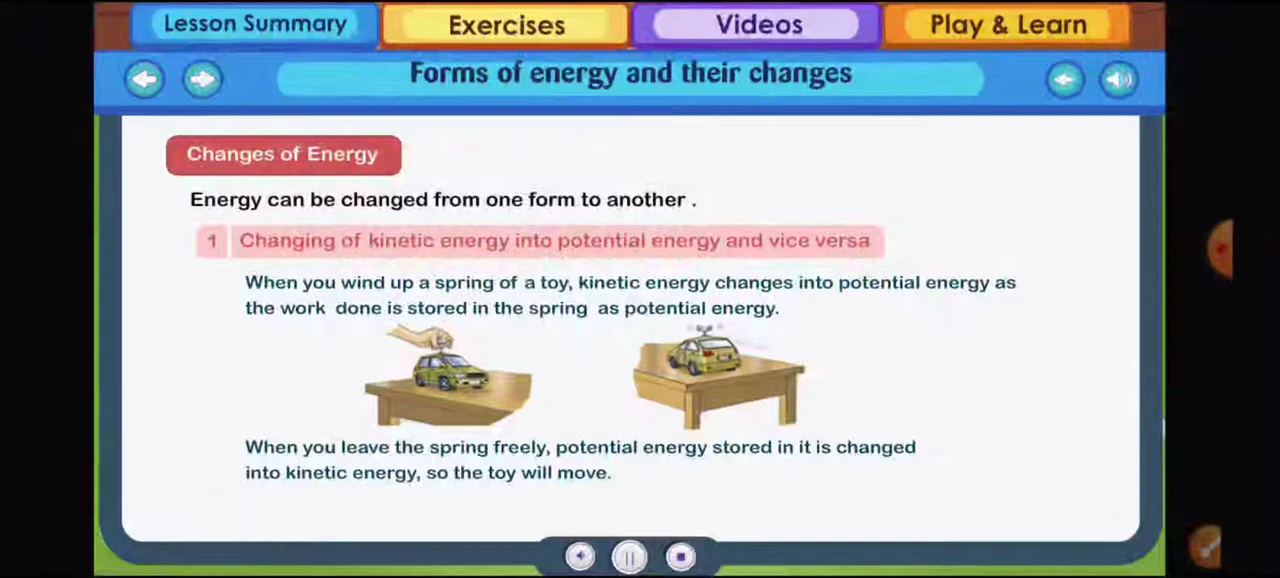 Lesson Summary
Exercises
Videos
Play & Learn
Forms of energy and their changes
Changes of Energy
Energy can be changed from one form to another .
1 Changing of kinetic energy into potential energy and vice versa
When you wind up a spring of a toy, kinetic energy changes into potential energy as
the work done is stored in the spring as potential energy.
When you leave the spring freely, potential energy stored in it is changed
into kinetic energy, so the toy will move.